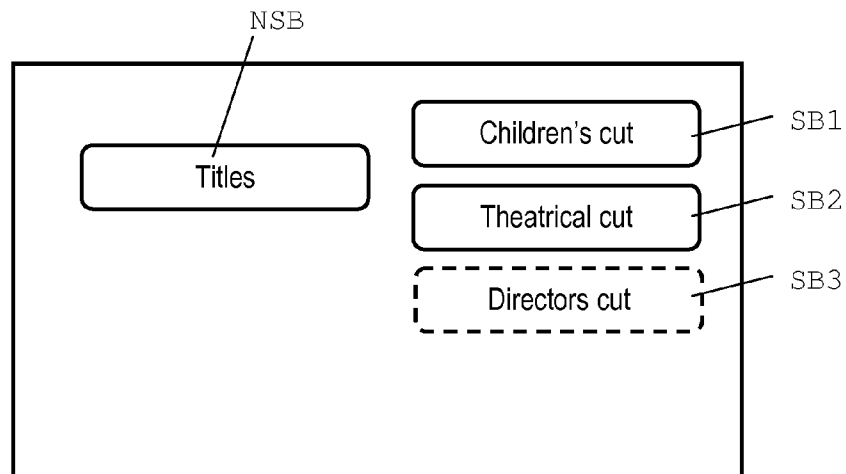 NSB
Children's cut
SB1
Titles
Theatrical cut
SB2
Directors cut
SB3